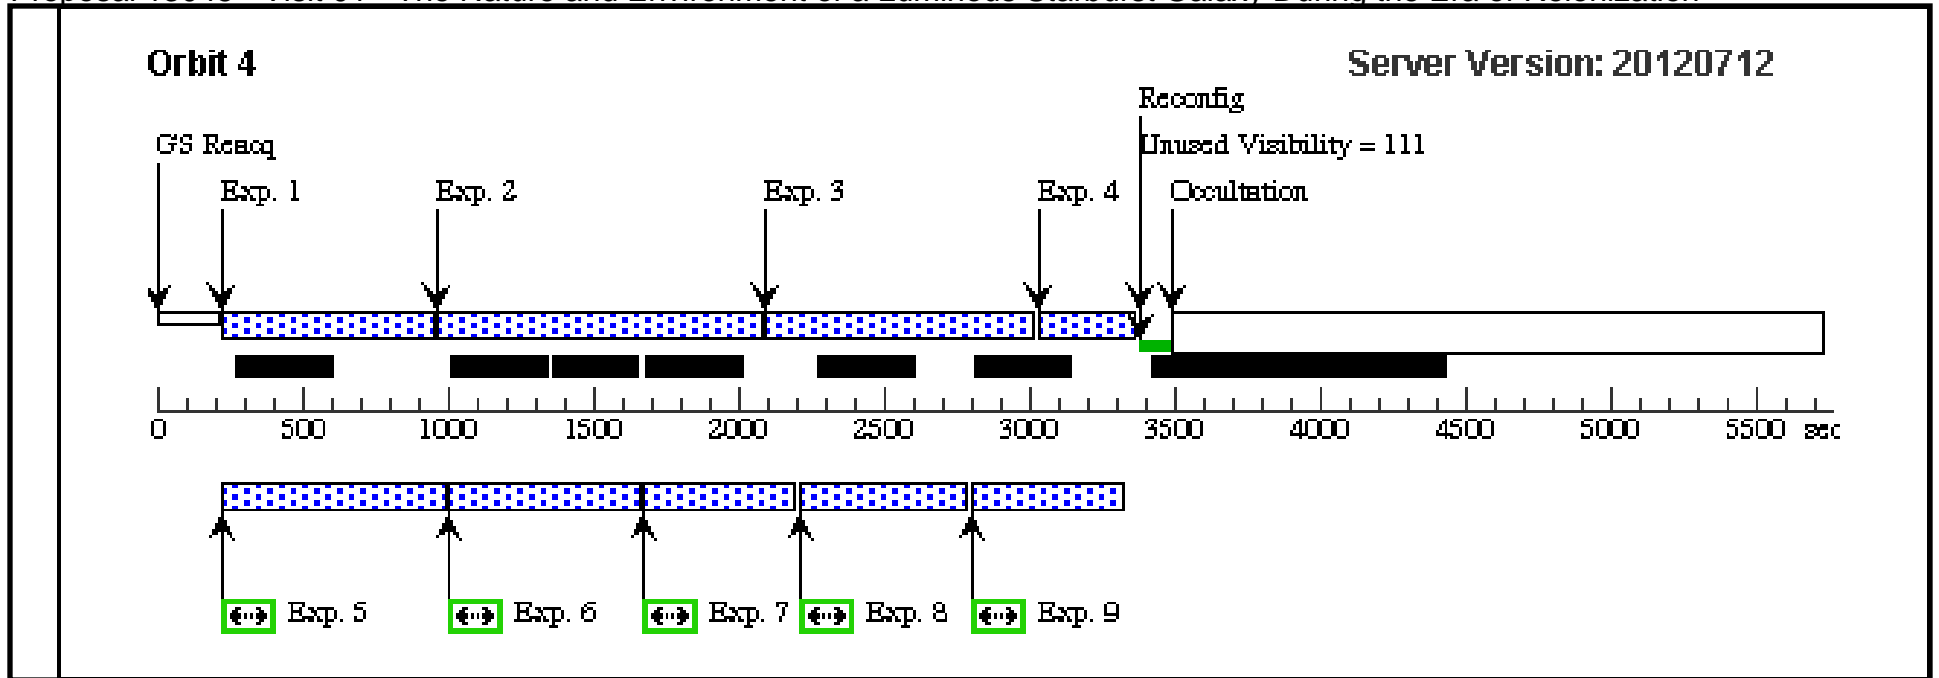 Orbit 4
Server Version: 20120712
Reconfig
GS Reacq
Unused Visibility = 111
Exp. 1
Exp. 2
Exp. 3
Exp. 4
Occultation
0 500 1000 1500 2000 2500 3000 3500 4000 4500 5000 5500 sec
Exp. 5
Exp. 6
Exp. 7
Exp. 8
Exp. 9